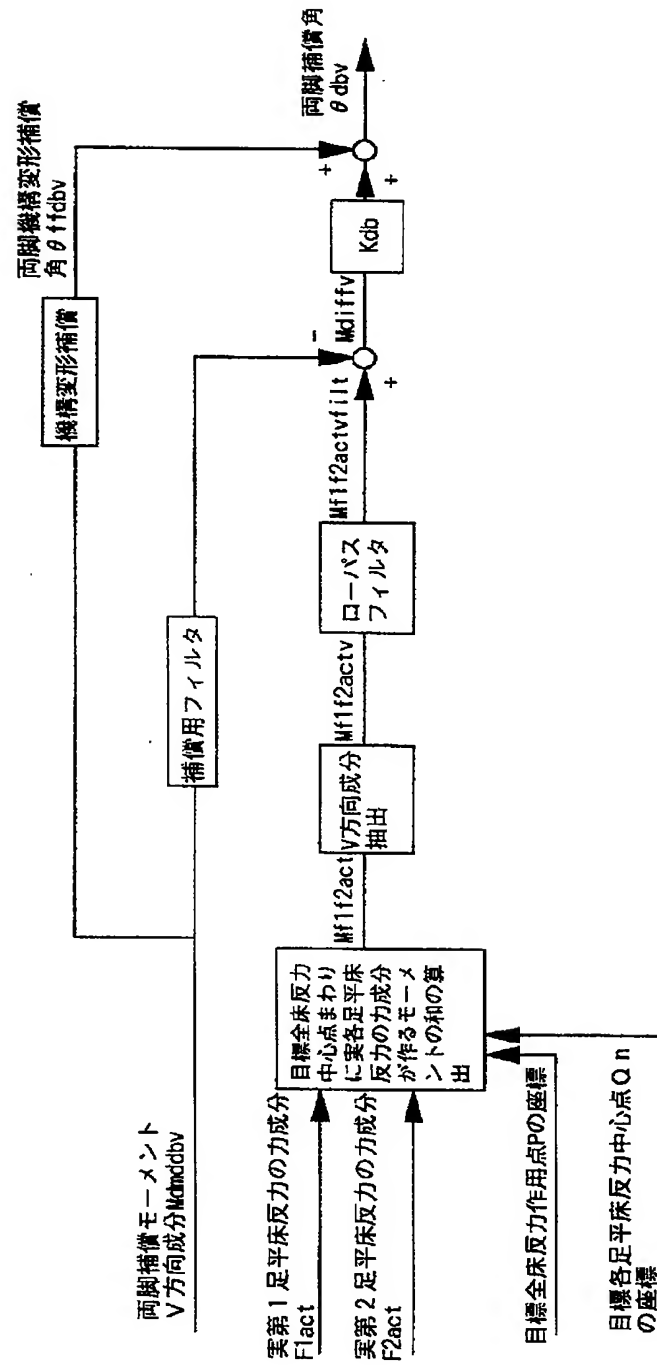 両脚補償モーメント
V方向成分Mdmddbv
機構変形補償
両脚機構変形補償
角θffdbv
補償用フィルタ
実第1足平床反力の力成分
F1act
実第2足平床反力の力成分
F2act
目標全床反力作用点Pの座標
目標各足平床反力中心点Qn
の座標
目標全床反力
中心点まわり
に実各足平床
反力の力成分
が作るモーメ
ントの和の算
出
Mf1f2act
V方向成分
抽出
Mf1f2actv
ローパス
フィルタ
Mf1f2actvfilt
+
-
Mdiffv
Kdb
+
+
両脚補償角
θdbv